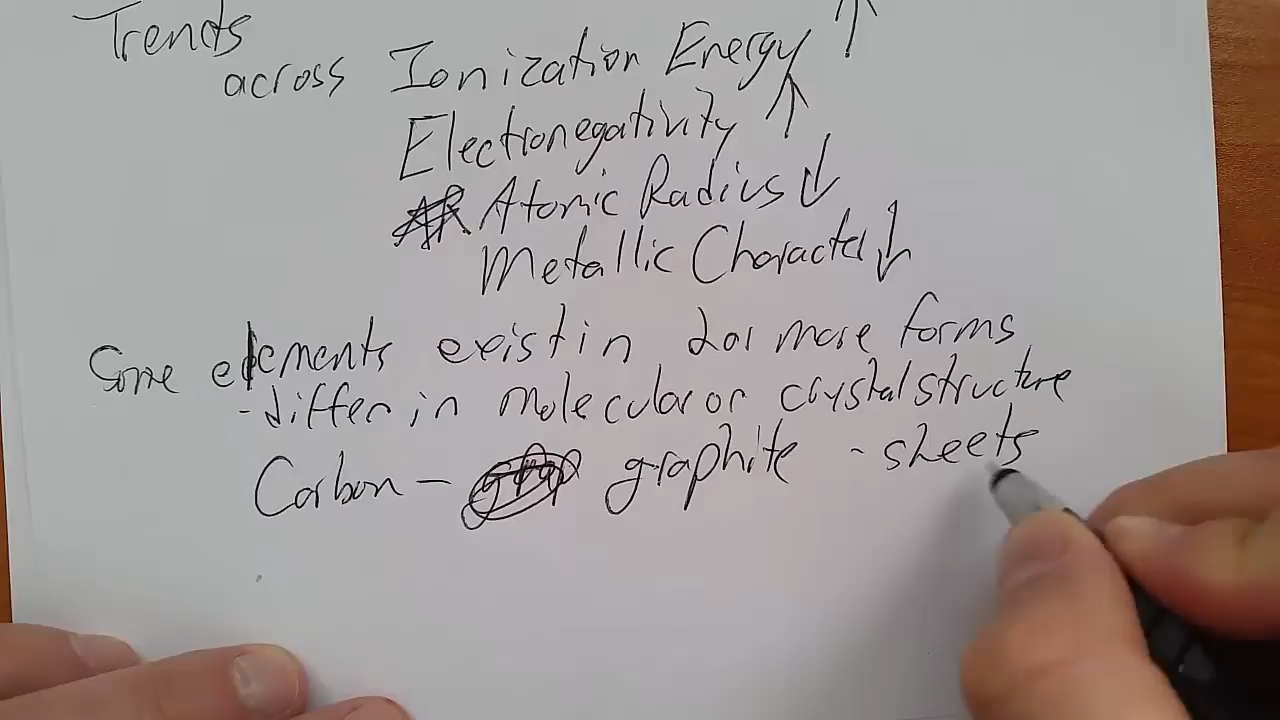 Trends
across Ionization Energy ↑
Electronegativity ↑
Atomic Radius ↓
Metallic Character ↓
Some elements exist in 2 or more forms
- differ in molecular or crystal structure
Carbon - graphite - sheets